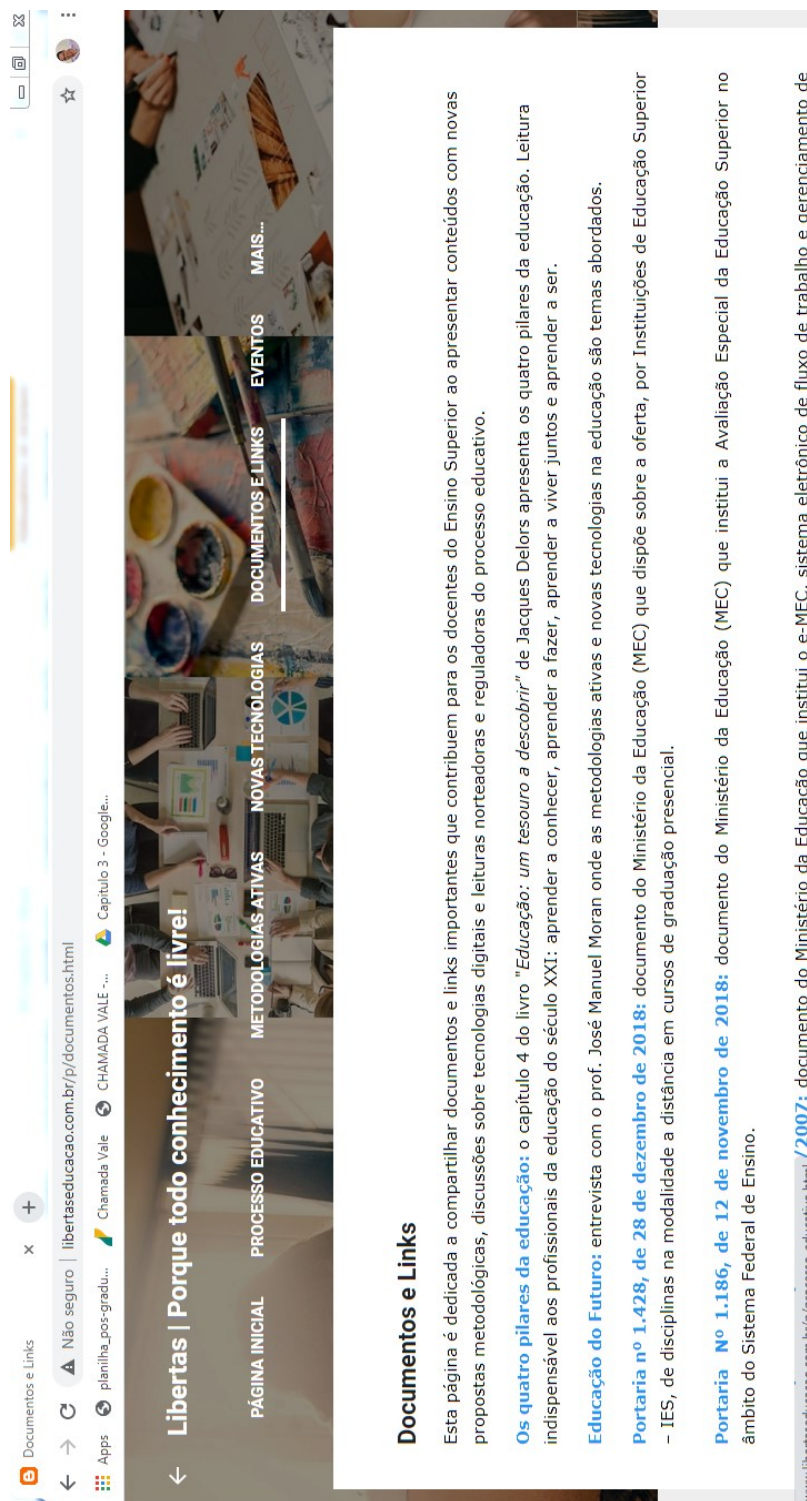 Documentos e Links
Não seguro | libertaseducacao.com.br/p/documentos.html
Apps planilha_pos-gradu... Chamada Vale CHAMADA VALE -... Capítulo 3 - Google...
Libertas | Porque todo conhecimento é livre!
PÁGINA INICIAL PROCESSO EDUCATIVO METODOLOGIAS ATIVAS NOVAS TECNOLOGIAS DOCUMENTOS E LINKS EVENTOS MAIS...
Documentos e Links
Esta página é dedicada a compartilhar documentos e links importantes que contribuem para os docentes do Ensino Superior ao apresentar conteúdos com novas
propostas metodológicas, discussões sobre tecnologias digitais e leituras norteadoras e reguladoras do processo educativo.
Os quatro pilares da educação: o capítulo 4 do livro "Educação: um tesouro a descobrir" de Jacques Delors apresenta os quatro pilares da educação. Leitura
indispensável aos profissionais da educação do século XXI: aprender a conhecer, aprender a fazer, aprender a viver juntos e aprender a ser.
Educação do Futuro: entrevista com o prof. José Manuel Moran onde as metodologias ativas e novas tecnologias na educação são temas abordados.
Portaria nº 1.428, de 28 de dezembro de 2018: documento do Ministério da Educação (MEC) que dispõe sobre a oferta, por Instituições de Educação Superior
– IES, de disciplinas na modalidade a distância em cursos de graduação presencial.
Portaria Nº 1.186, de 12 de novembro de 2018: documento do Ministério da Educação (MEC) que institui a Avaliação Especial da Educação Superior no
âmbito do Sistema Federal de Ensino.
/2007: documento do Ministério da Educação que institui o e-MEC, sistema eletrônico de fluxo de trabalho e gerenciamento de